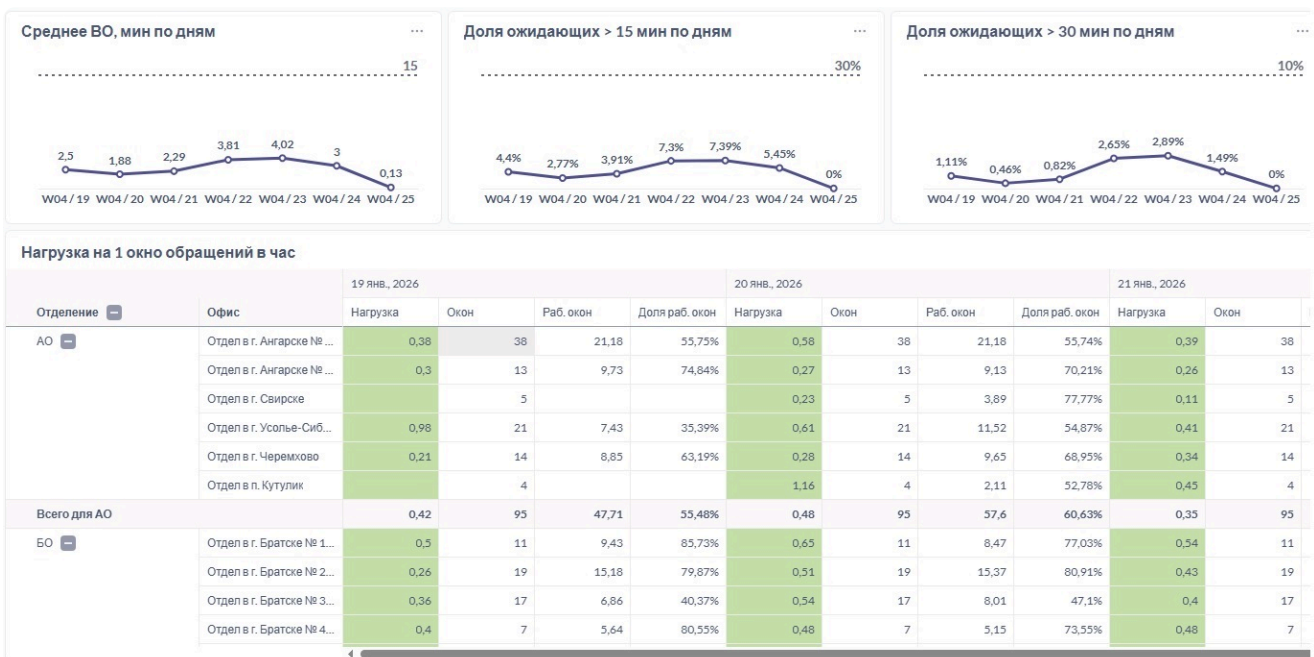 Среднее ВО, мин по дням
15
2,5
1,88
2,29
3,81
4,02
3
0,13
W04 / 19 W04 / 20 W04 / 21 W04 / 22 W04 / 23 W04 / 24 W04 / 25
Доля ожидающих > 15 мин по дням
30%
4,4%
2,77%
3,91%
7,3%
7,39%
5,45%
0%
W04 / 19 W04 / 20 W04 / 21 W04 / 22 W04 / 23 W04 / 24 W04 / 25
Доля ожидающих > 30 мин по дням
10%
1,11%
0,46%
0,82%
2,65%
2,89%
1,49%
0%
W04 / 19 W04 / 20 W04 / 21 W04 / 22 W04 / 23 W04 / 24 W04 / 25
Нагрузка на 1 окно обращений в час
19 янв., 2026 20 янв., 2026 21 янв., 2026
Отделение Офис Нагрузка Окон Раб. окон Доля раб. окон Нагрузка Окон Раб. окон Доля раб. окон Нагрузка Окон
АО Отдел в г. Ангарске № ... 0,38 38 21,18 55,75% 0,58 38 21,18 55,74% 0,39 38
Отдел в г. Ангарске № ... 0,3 13 9,73 74,84% 0,27 13 9,13 70,21% 0,26 13
Отдел в г. Свирске 5 0,23 5 3,89 77,77% 0,11 5
Отдел в г. Усолье-Сиб... 0,98 21 7,43 35,39% 0,61 21 11,52 54,87% 0,41 21
Отдел в г. Черемхово 0,21 14 8,85 63,19% 0,28 14 9,65 68,95% 0,34 14
Отдел в п. Кутулик 4 1,16 4 2,11 52,78% 0,45 4
Всего для АО 0,42 95 47,71 55,48% 0,48 95 57,6 60,63% 0,35 95
БО Отдел в г. Братске № 1... 0,5 11 9,43 85,73% 0,65 11 8,47 77,03% 0,54 11
Отдел в г. Братске № 2... 0,26 19 15,18 79,87% 0,51 19 15,37 80,91% 0,43 19
Отдел в г. Братске № 3... 0,36 17 6,86 40,37% 0,54 17 8,01 47,1% 0,4 17
Отдел в г. Братске № 4... 0,4 7 5,64 80,55% 0,48 7 5,15 73,55% 0,48 7